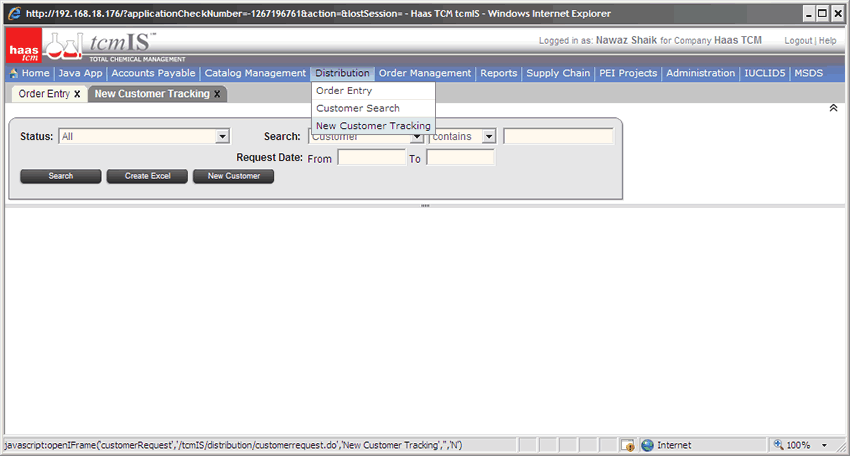 http://192.168.18.176/?applicationCheckNumber=-1267196761&action=&lostSession= - Haas TCM tcmIS - Windows Internet Explorer
haas tcm
tcmIS™
TOTAL CHEMICAL MANAGEMENT
Logged in as: Nawaz Shaik for Company Haas TCM Logout | Help
Home | Java App | Accounts Payable | Catalog Management | Distribution | Order Management | Reports | Supply Chain | PEI Projects | Administration | IUCLID5 | MSDS
Order Entry X New Customer Tracking X
Order Entry
Customer Search
New Customer Tracking
Status: All Search: Customer contains
Request Date: From To
Search Create Excel New Customer
javascript:openIFrame('customerRequest','/tcmIS/distribution/customerrequest.do','New Customer Tracking','','N') Internet 100%